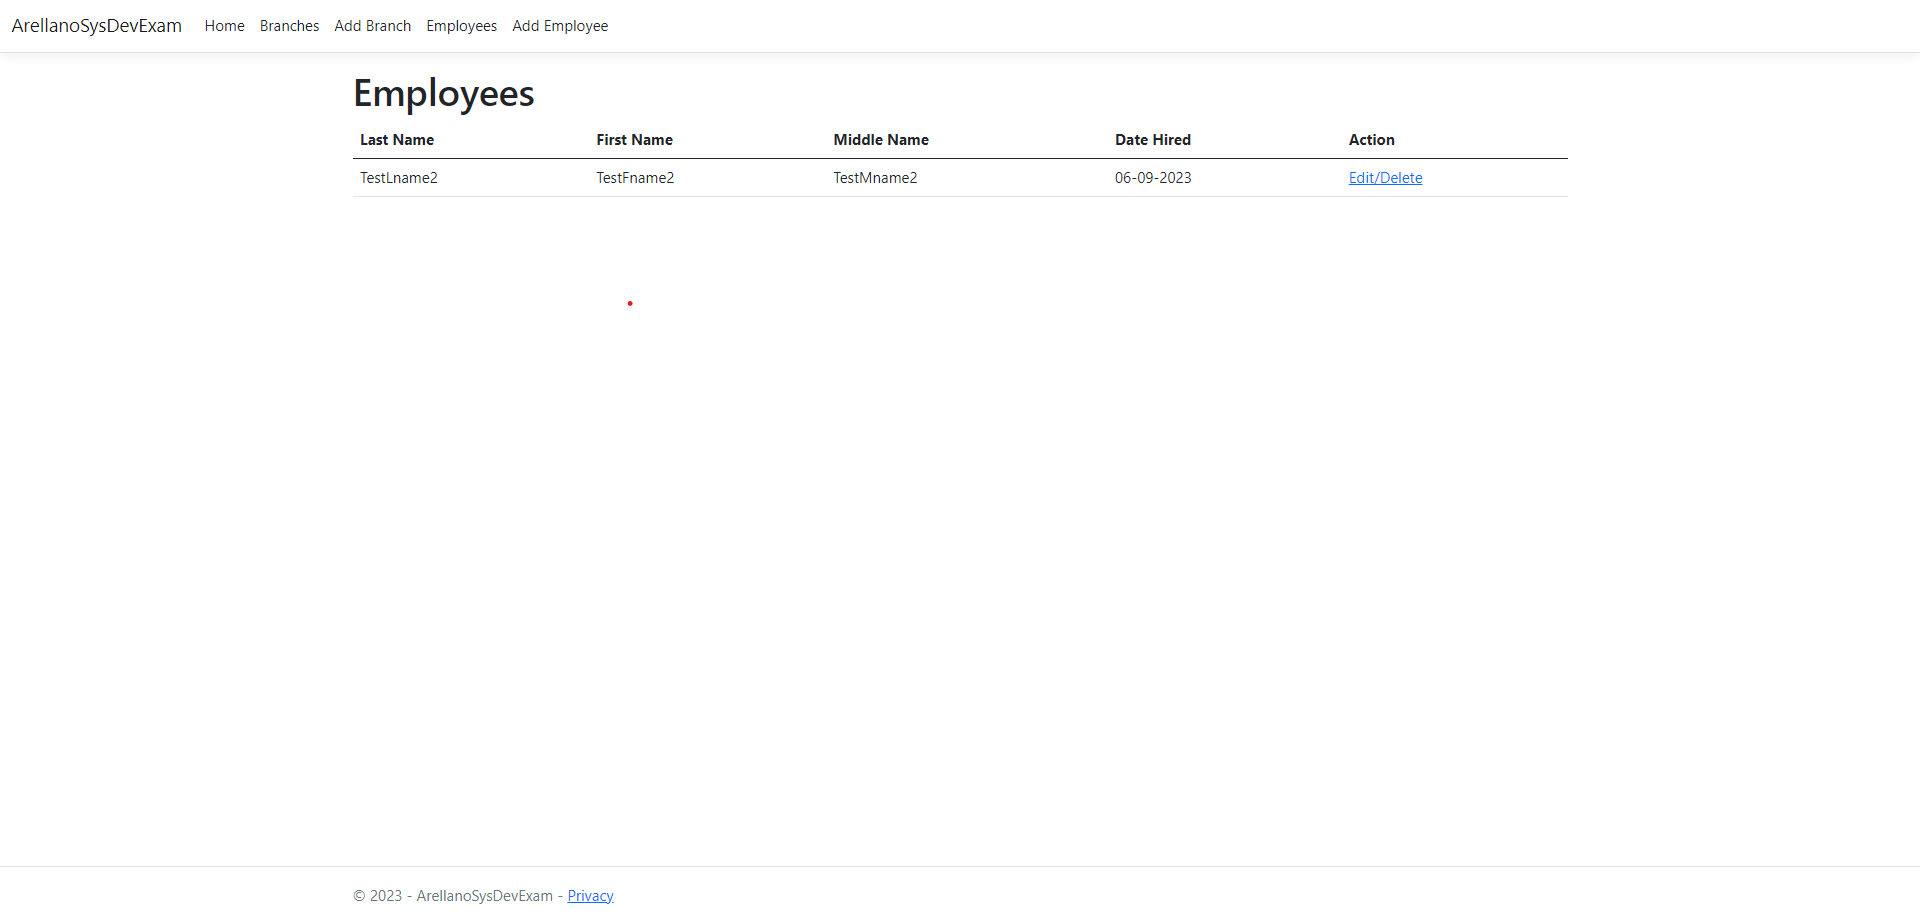 ArellanoSysDevExam Home Branches Add Branch Employees Add Employee
Employees
Last Name First Name Middle Name Date Hired Action
TestLname2 TestFname2 TestMname2 06-09-2023 Edit/Delete
© 2023 - ArellanoSysDevExam - Privacy